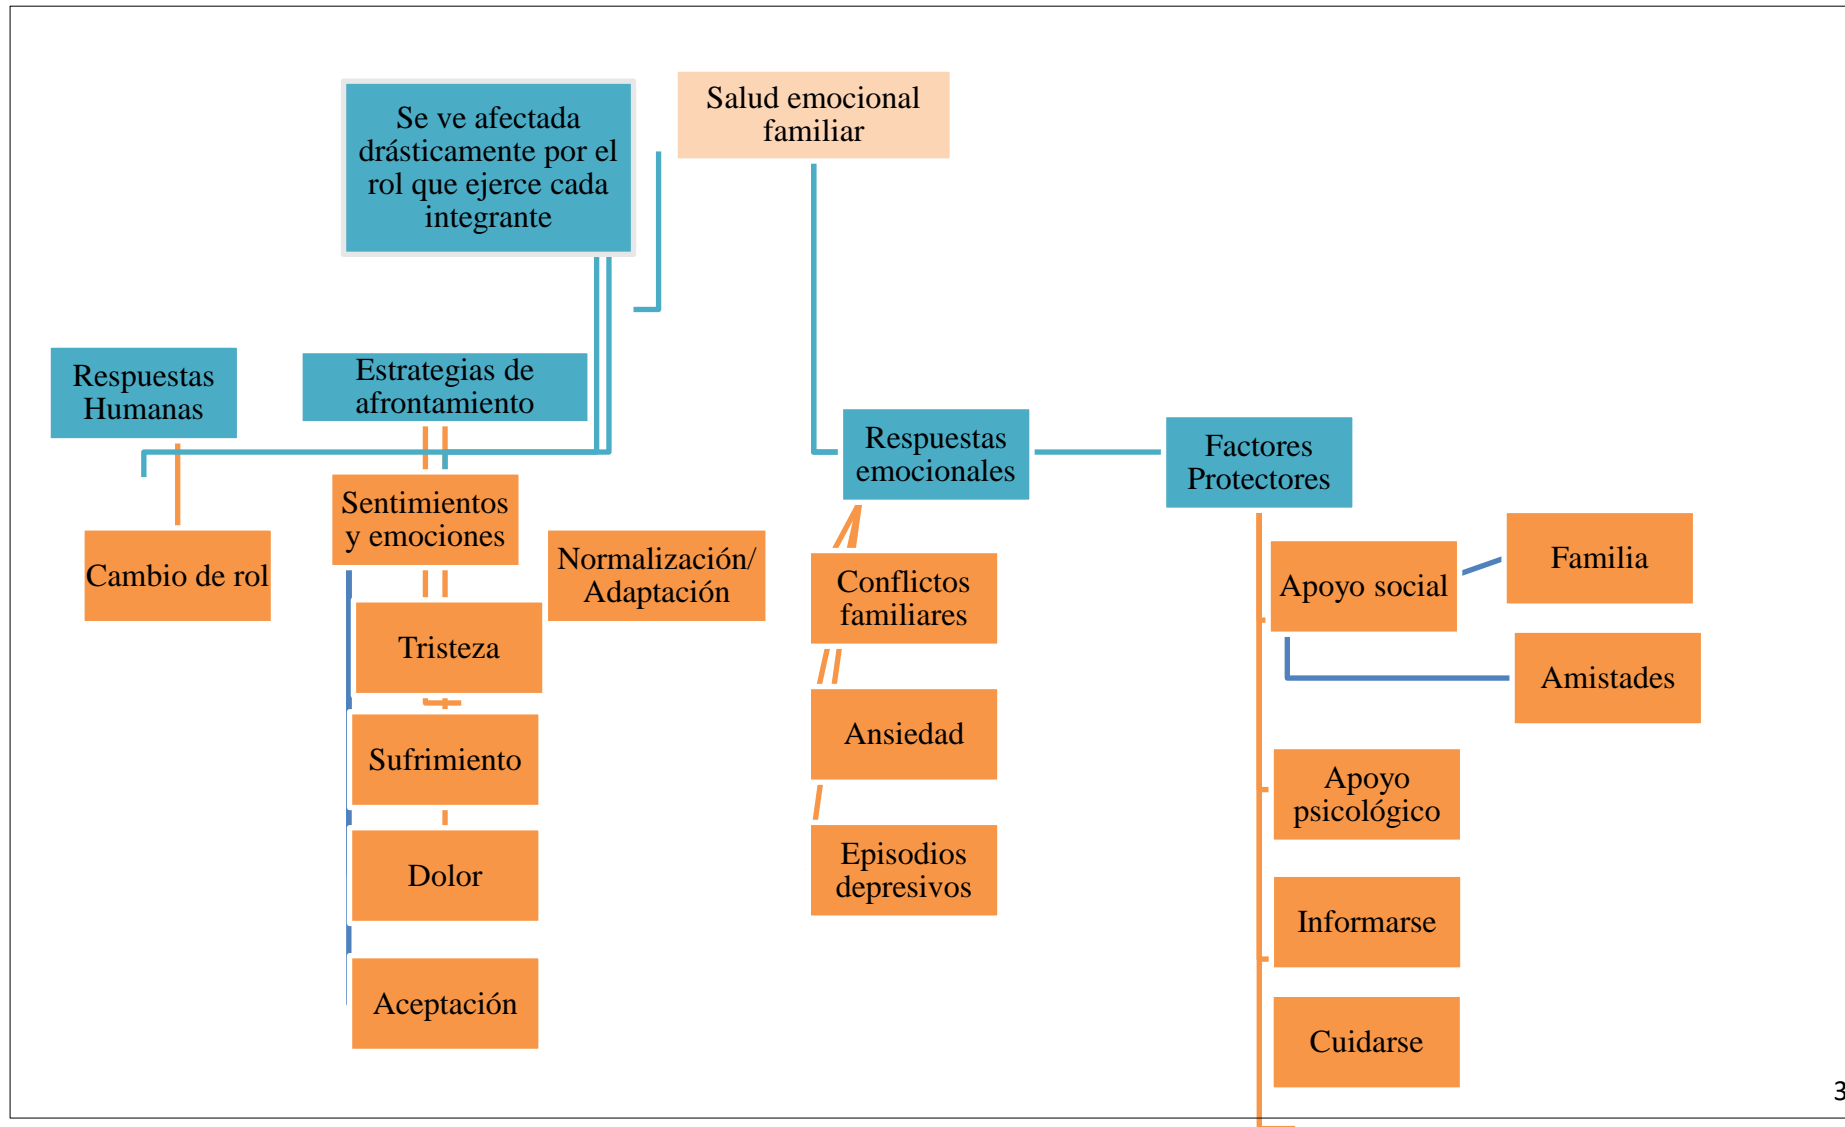 Salud emocional
familiar
Se ve afectada
drásticamente por el
rol que ejerce cada
integrante
Respuestas
Humanas
Estrategias de
afrontamiento
Respuestas
emocionales
Factores
Protectores
Cambio de rol
Sentimientos
y emociones
Normalización/
Adaptación
Tristeza
Sufrimiento
Dolor
Aceptación
Conflictos
familiares
Ansiedad
Episodios
depresivos
Apoyo social
Familia
Amistades
Apoyo
psicológico
Informarse
Cuidarse
3